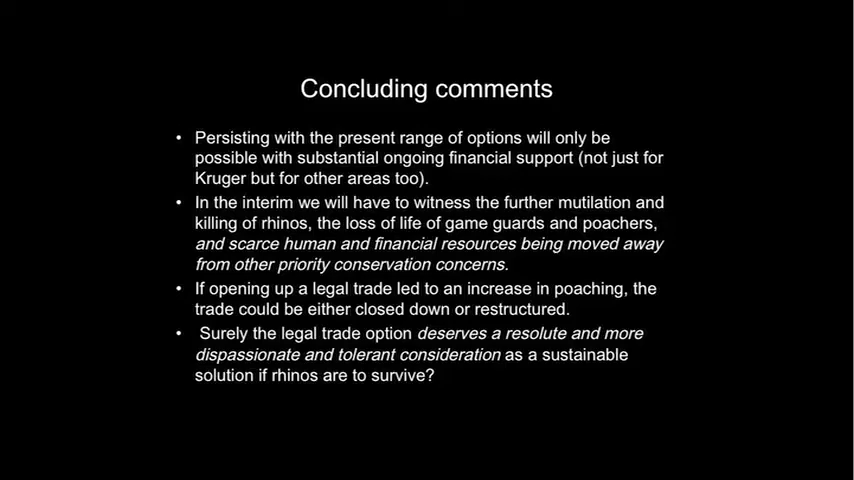 Concluding comments
• Persisting with the present range of options will only be
possible with substantial ongoing financial support (not just for
Kruger but for other areas too).
• In the interim we will have to witness the further mutilation and
killing of rhinos, the loss of life of game guards and poachers,
and scarce human and financial resources being moved away
from other priority conservation concerns.
• If opening up a legal trade led to an increase in poaching, the
trade could be either closed down or restructured.
• Surely the legal trade option deserves a resolute and more
dispassionate and tolerant consideration as a sustainable
solution if rhinos are to survive?